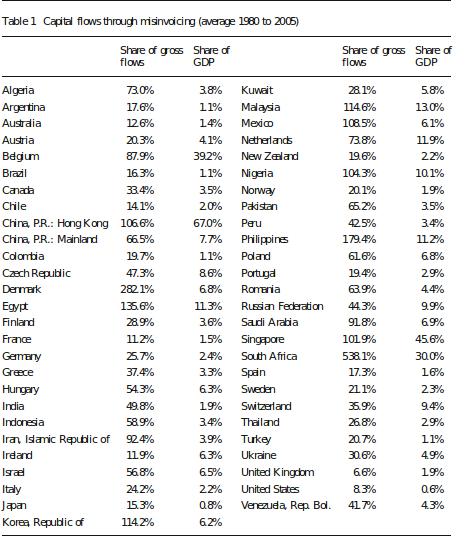 Table 1 Capital flows through misinvoicing (average 1980 to 2005)
Share of gross flows Share of GDP Share of gross flows Share of GDP
Algeria 73.0% 3.8% Kuwait 28.1% 5.8%
Argentina 17.6% 1.1% Malaysia 114.6% 13.0%
Australia 12.6% 1.4% Mexico 108.5% 6.1%
Austria 20.3% 4.1% Netherlands 73.8% 11.9%
Belgium 87.9% 39.2% New Zealand 19.6% 2.2%
Brazil 16.3% 1.1% Nigeria 104.3% 10.1%
Canada 33.4% 3.5% Norway 20.1% 1.9%
Chile 14.1% 2.0% Pakistan 65.2% 3.5%
China, P.R.: Hong Kong 106.6% 67.0% Peru 42.5% 3.4%
China, P.R.: Mainland 66.5% 7.7% Philippines 179.4% 11.2%
Colombia 19.7% 1.1% Poland 61.6% 6.8%
Czech Republic 47.3% 8.6% Portugal 19.4% 2.9%
Denmark 282.1% 6.8% Romania 63.9% 4.4%
Egypt 135.6% 11.3% Russian Federation 44.3% 9.9%
Finland 28.9% 3.6% Saudi Arabia 91.8% 6.9%
France 11.2% 1.5% Singapore 101.9% 45.6%
Germany 25.7% 2.4% South Africa 538.1% 30.0%
Greece 37.4% 3.3% Spain 17.3% 1.6%
Hungary 54.3% 6.3% Sweden 21.1% 2.3%
India 49.8% 1.9% Switzerland 35.9% 9.4%
Indonesia 58.9% 3.4% Thailand 26.8% 2.9%
Iran, Islamic Republic of 92.4% 3.9% Turkey 20.7% 1.1%
Ireland 11.9% 6.3% Ukraine 30.6% 4.9%
Israel 56.8% 6.5% United Kingdom 6.6% 1.9%
Italy 24.2% 2.2% United States 8.3% 0.6%
Japan 15.3% 0.8% Venezuela, Rep. Bol. 41.7% 4.3%
Korea, Republic of 114.2% 6.2%